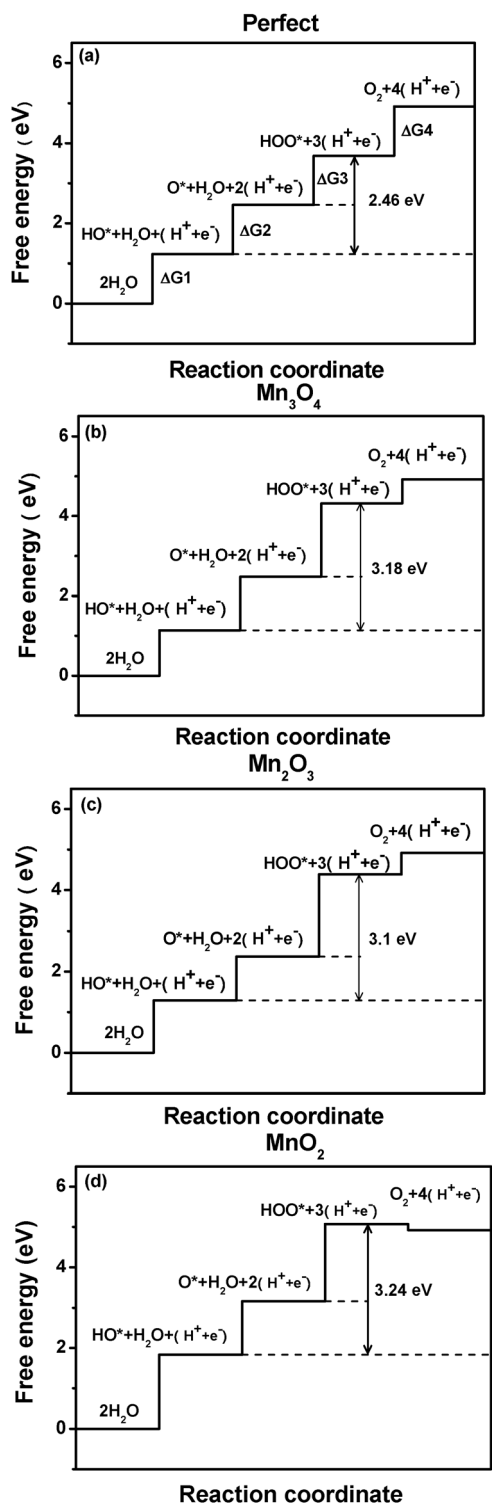 Perfect
(a)
Free energy ( eV)
6
4
2
0
O₂+4( H⁺+e⁻)
HOO*+3( H⁺+e⁻)
ΔG4
O*+H₂O+2( H⁺+e⁻)
ΔG3
2.46 eV
HO*+H₂O+( H⁺+e⁻)
ΔG2
2H₂O
ΔG1
Reaction coordinate
Mn₃O₄
(b)
Free energy ( eV)
6
4
2
0
O₂+4( H⁺+e⁻)
HOO*+3( H⁺+e⁻)
O*+H₂O+2( H⁺+e⁻)
3.18 eV
HO*+H₂O+( H⁺+e⁻)
2H₂O
Reaction coordinate
Mn₂O₃
(c)
Free energy ( eV)
6
4
2
0
O₂+4( H⁺+e⁻)
HOO*+3( H⁺+e⁻)
O*+H₂O+2( H⁺+e⁻)
3.1 eV
HO*+H₂O+( H⁺+e⁻)
2H₂O
Reaction coordinate
MnO₂
(d)
Free energy (eV)
6
4
2
0
O₂+4( H⁺+e⁻)
HOO*+3( H⁺+e⁻)
O*+H₂O+2( H⁺+e⁻)
3.24 eV
HO*+H₂O+( H⁺+e⁻)
2H₂O
Reaction coordinate